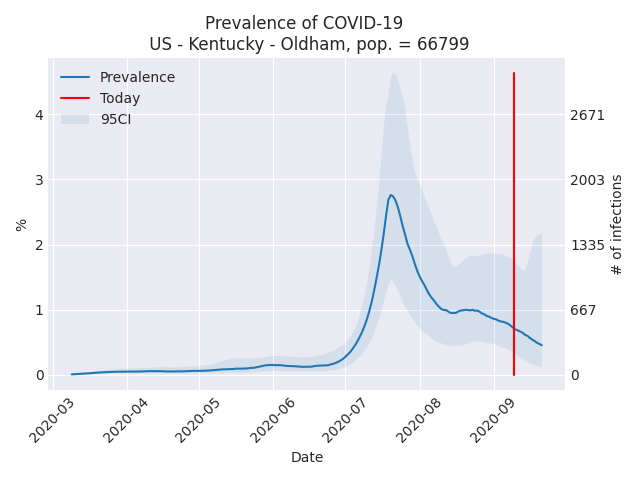 Prevalence of COVID-19
US - Kentucky - Oldham, pop. = 66799
Prevalence
Today
95CI
4
3
2
1
0
%
2671
2003
1335
667
0
# of infections
2020-03
2020-04
2020-05
2020-06
2020-07
2020-08
2020-09
Date